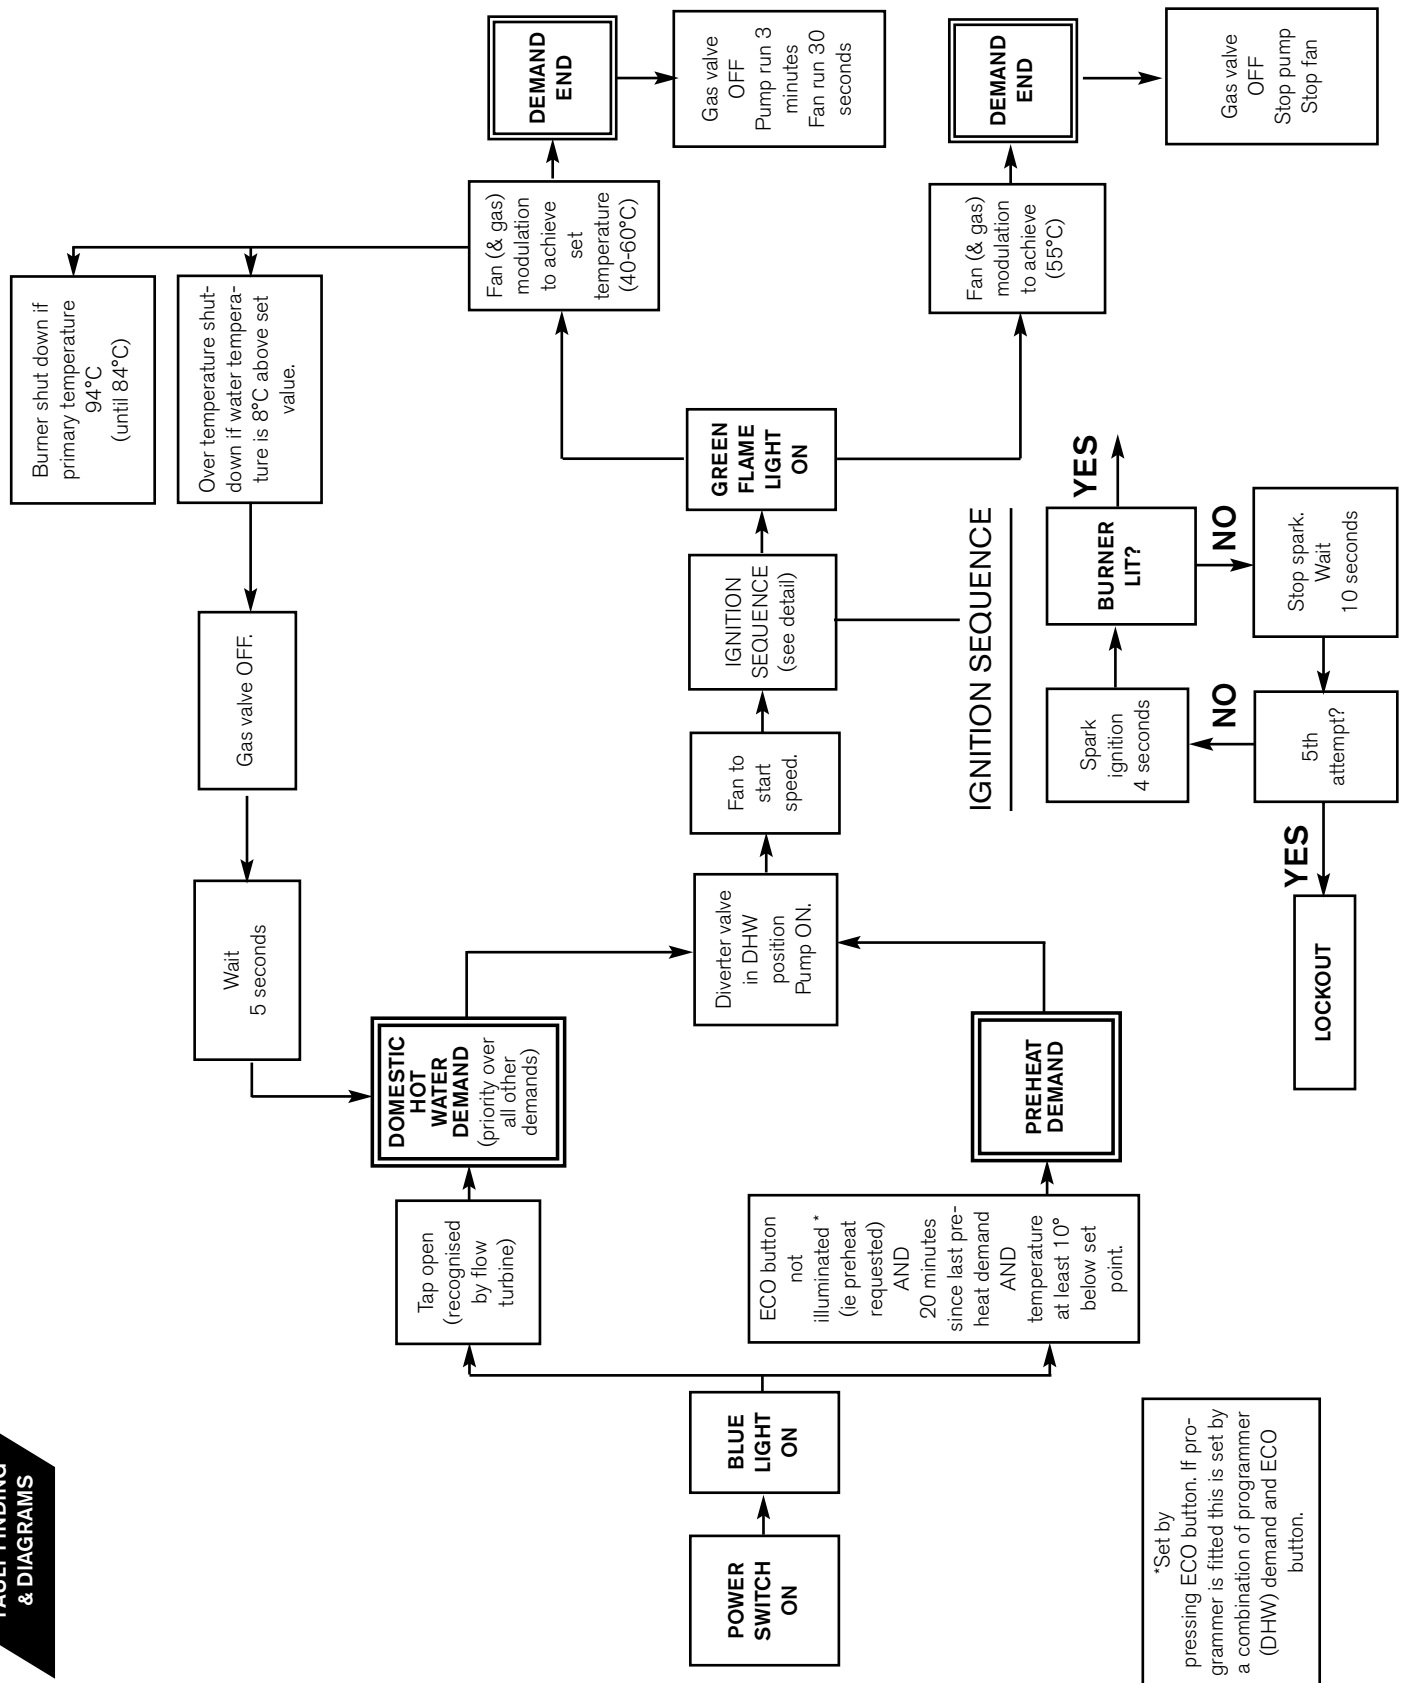 & DIAGRAMS
POWER
SWITCH
ON
BLUE
LIGHT
ON
Tap open
(recognised
by flow
turbine)
DOMESTIC
HOT
WATER
DEMAND
(priority over
all other
demands)
ECO button
not
illuminated *
(ie preheat
requested)
AND
20 minutes
since last pre-
heat demand
AND
temperature
at least 10°
below set
point.
PREHEAT
DEMAND
Diverter valve
in DHW
position
Pump ON.
Fan to
start
speed.
IGNITION
SEQUENCE
(see detail)
GREEN
FLAME
LIGHT
ON
Fan (& gas)
modulation
to achieve
set
temperature
(40-60°C)
DEMAND
END
Gas valve
OFF
Pump run 3
minutes
Fan run 30
seconds
Burner shut down if
primary temperature
94°C
(until 84°C)
Over temperature shut-
down if water tempera-
ture is 8°C above set
value.
Gas valve OFF.
Wait
5 seconds
Fan (& gas)
modulation
to achieve
(55°C)
DEMAND
END
Gas valve
OFF
Stop pump
Stop fan
IGNITION SEQUENCE
Spark
ignition
4 seconds
BURNER
LIT?
YES
NO
Stop spark.
Wait
10 seconds
5th
attempt?
NO
YES
LOCKOUT
*Set by
pressing ECO button. If pro-
grammer is fitted this is set by
a combination of programmer
(DHW) demand and ECO
button.